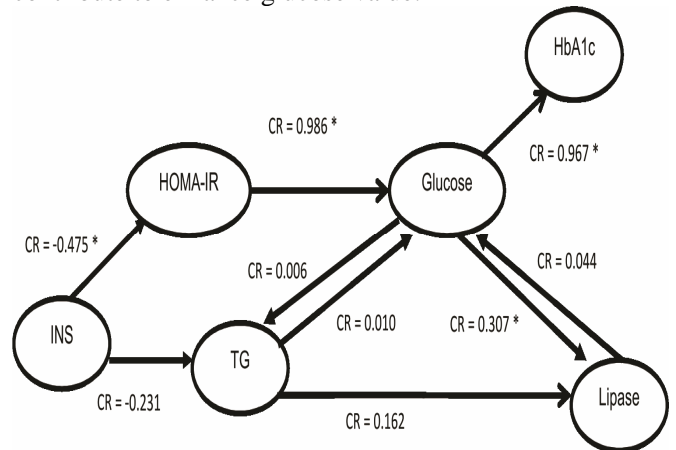 HbA1c
CR = 0.986 *
CR = 0.967 *
HOMA-IR
Glucose
CR = -0.475 *
CR = 0.006
CR = 0.044
CR = 0.010
CR = 0.307 *
INS
TG
Lipase
CR = -0.231
CR = 0.162